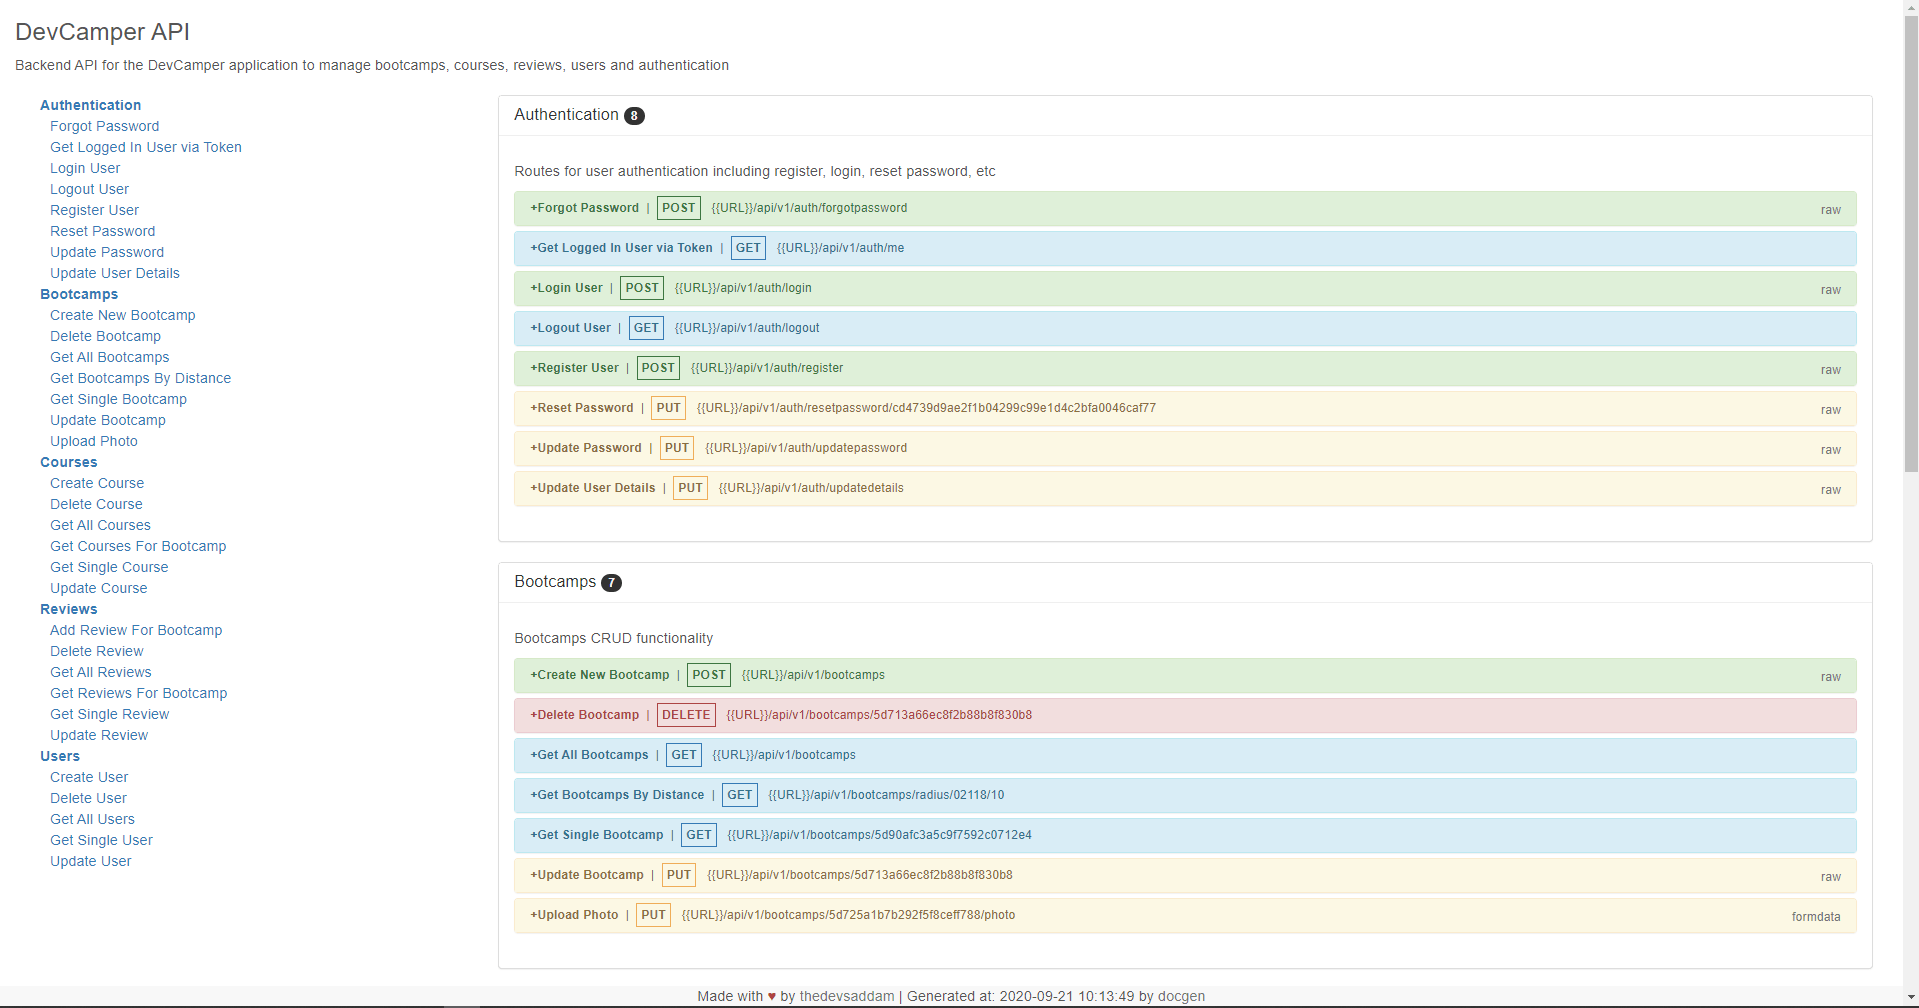 DevCamper API
Backend API for the DevCamper application to manage bootcamps, courses, reviews, users and authentication
Authentication
Forgot Password
Get Logged In User via Token
Login User
Logout User
Register User
Reset Password
Update Password
Update User Details
Bootcamps
Create New Bootcamp
Delete Bootcamp
Get All Bootcamps
Get Bootcamps By Distance
Get Single Bootcamp
Update Bootcamp
Upload Photo
Courses
Create Course
Delete Course
Get All Courses
Get Courses For Bootcamp
Get Single Course
Update Course
Reviews
Add Review For Bootcamp
Delete Review
Get All Reviews
Get Reviews For Bootcamp
Get Single Review
Update Review
Users
Create User
Delete User
Get All Users
Get Single User
Update User
Authentication 8
Routes for user authentication including register, login, reset password, etc
+Forgot Password | POST {{URL}}/api/v1/auth/forgotpassword raw
+Get Logged In User via Token | GET {{URL}}/api/v1/auth/me
+Login User | POST {{URL}}/api/v1/auth/login raw
+Logout User | GET {{URL}}/api/v1/auth/logout
+Register User | POST {{URL}}/api/v1/auth/register raw
+Reset Password | PUT {{URL}}/api/v1/auth/resetpassword/cd4739d9ae2f1b04299c99e1d4c2bfa0046caf77 raw
+Update Password | PUT {{URL}}/api/v1/auth/updatepassword raw
+Update User Details | PUT {{URL}}/api/v1/auth/updatedetails raw
Bootcamps 7
Bootcamps CRUD functionality
+Create New Bootcamp | POST {{URL}}/api/v1/bootcamps raw
+Delete Bootcamp | DELETE {{URL}}/api/v1/bootcamps/5d713a66ec8f2b88b8f830b8
+Get All Bootcamps | GET {{URL}}/api/v1/bootcamps
+Get Bootcamps By Distance | GET {{URL}}/api/v1/bootcamps/radius/02118/10
+Get Single Bootcamp | GET {{URL}}/api/v1/bootcamps/5d90afc3a5c9f7592c0712e4
+Update Bootcamp | PUT {{URL}}/api/v1/bootcamps/5d713a66ec8f2b88b8f830b8 raw
+Upload Photo | PUT {{URL}}/api/v1/bootcamps/5d725a1b7b292f5f8ceff788/photo formdata
Made with ♥ by thedevsaddam | Generated at: 2020-09-21 10:13:49 by docgen